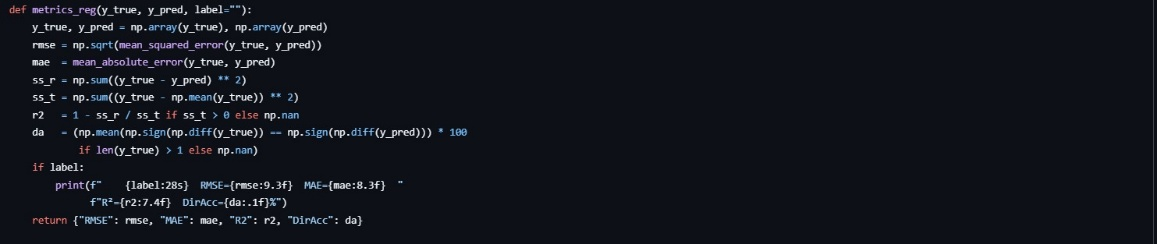 def metrics_reg(y_true, y_pred, label=""):
    y_true, y_pred = np.array(y_true), np.array(y_pred)
    rmse = np.sqrt(mean_squared_error(y_true, y_pred))
    mae  = mean_absolute_error(y_true, y_pred)
    ss_r = np.sum((y_true - y_pred) ** 2)
    ss_t = np.sum((y_true - np.mean(y_true)) ** 2)
    r2   = 1 - ss_r / ss_t if ss_t > 0 else np.nan
    da   = (np.mean(np.sign(np.diff(y_true)) == np.sign(np.diff(y_pred))) * 100
            if len(y_true) > 1 else np.nan)
    if label:
        print(f"    {label:28s}  RMSE={rmse:9.3f}  MAE={mae:8.3f}  "
              f"R²={r2:7.4f}  DirAcc={da:.1f}%")
    return {"RMSE": rmse, "MAE": mae, "R2": r2, "DirAcc": da}